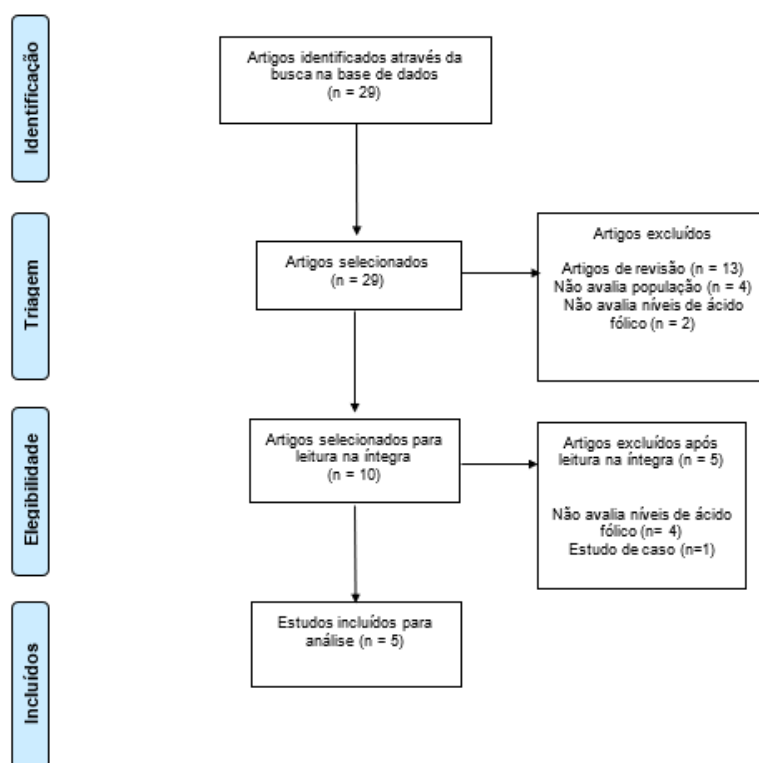 Identificação
Artigos identificados através da
busca na base de dados
(n = 29)
Triagem
Artigos selecionados
(n = 29)
Artigos excluídos
Artigos de revisão (n = 13)
Não avalia população (n = 4)
Não avalia níveis de ácido
fólico (n = 2)
Elegibilidade
Artigos selecionados para
leitura na íntegra
(n = 10)
Artigos excluídos após
leitura na íntegra (n = 5)
Não avalia níveis de ácido
fólico (n= 4)
Estudo de caso (n=1)
Incluídos
Estudos incluídos para
análise (n = 5)